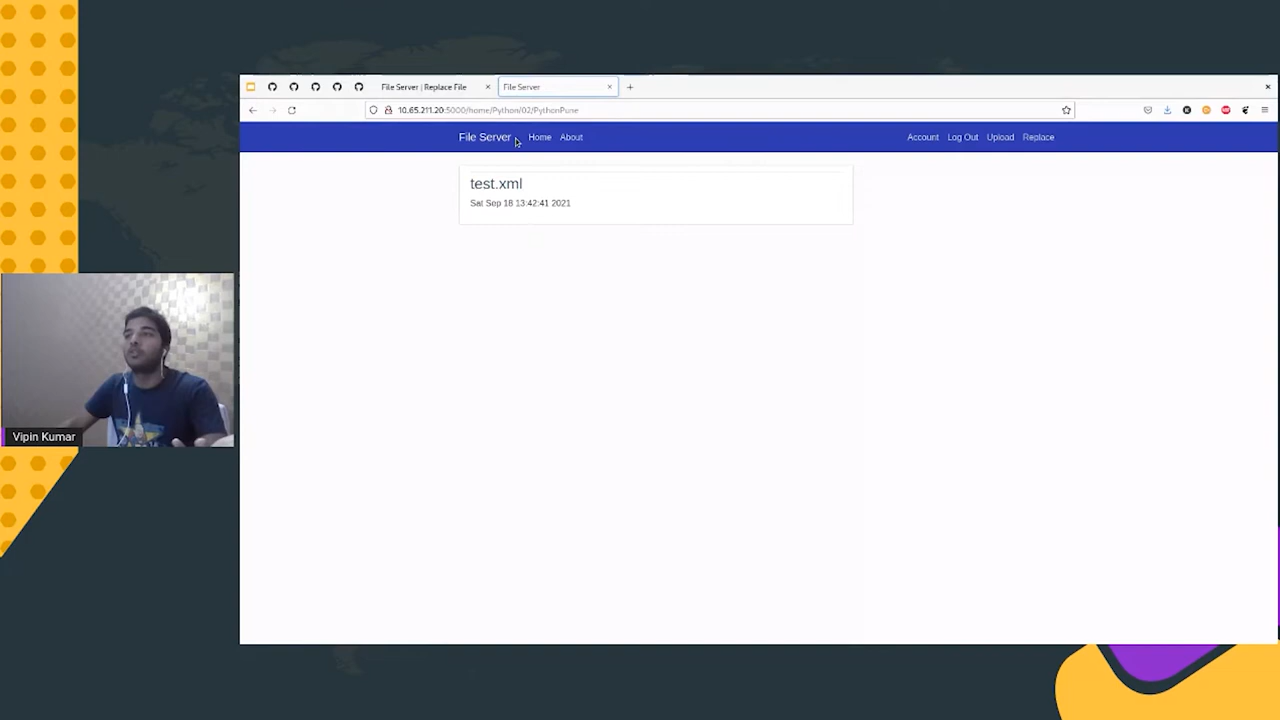 File Server | Replace File
File Server
10.65.211.20:5000/home/Python/02/PythonPune
File Server Home About Account Log Out Upload Replace
test.xml
Sat Sep 18 13:42:41 2021
Vipin Kumar